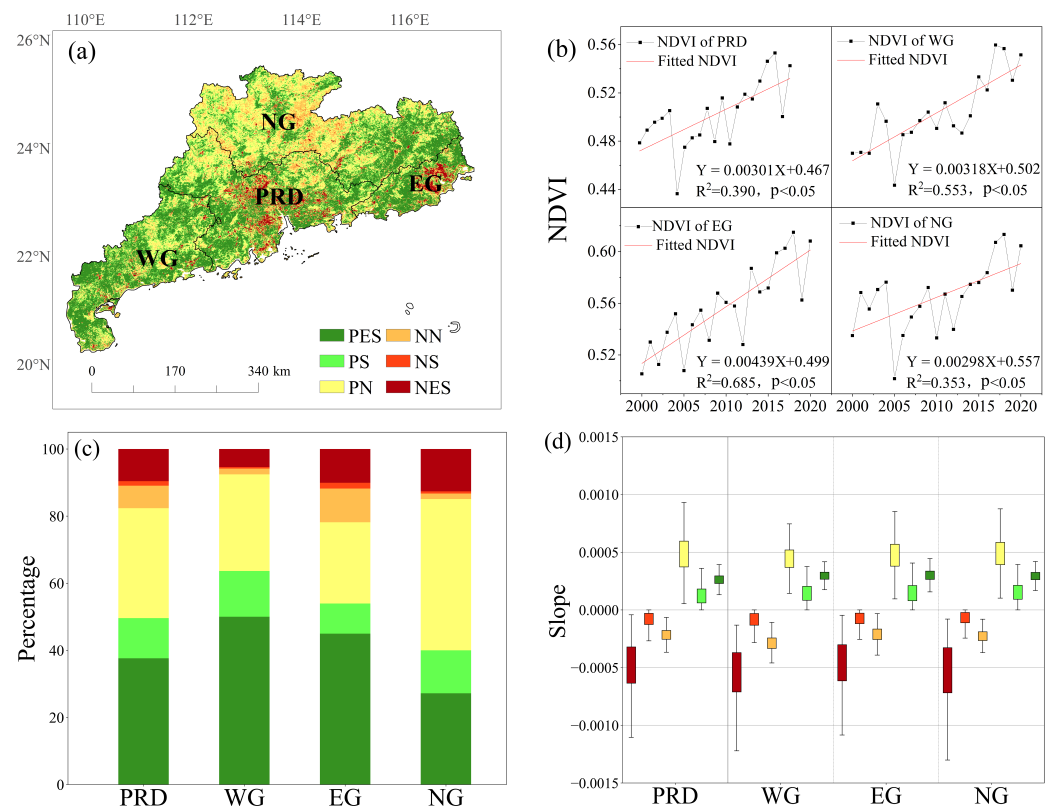 110°E 112°E 114°E 116°E
26°N
24°N
22°N
20°N
(a)
NG
PRD
EG
WG
PES NN
PS NS
PN NES
0 170 340 km
(b)
NDVI
NDVI of PRD
Fitted NDVI
0.56
0.52
0.48
0.44
Y = 0.00301X+0.467
R²=0.390, p<0.05
NDVI of WG
Fitted NDVI
Y = 0.00318X+0.502
R²=0.553, p<0.05
NDVI of EG
Fitted NDVI
0.60
0.56
0.52
Y = 0.00439X+0.499
R²=0.685, p<0.05
2000 2005 2010 2015 2020
NDVI of NG
Fitted NDVI
Y = 0.00298X+0.557
R²=0.353, p<0.05
2000 2005 2010 2015 2020
(c)
Percentage
100
80
60
40
20
0
PRD WG EG NG
(d)
Slope
0.0015
0.0010
0.0005
0.0000
−0.0005
−0.0010
−0.0015
PRD WG EG NG